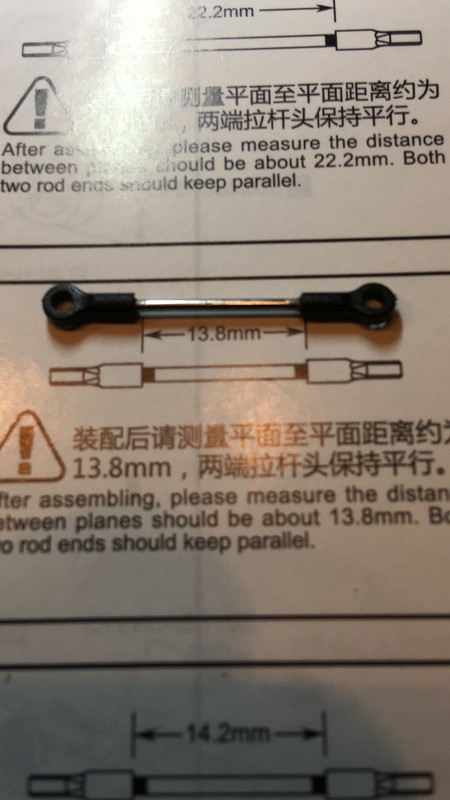 22.2mm
测量平面至平面距离约为
，两端拉杆头保持平行。
After please measure the distance
between should be about 22.2mm. Both
two rod ends should keep parallel.
13.8mm
装配后请测量平面至平面距离约为
13.8mm，两端拉杆头保持平行。
fter assembling, please measure the distan
etween planes should be about 13.8mm. Bo
o rod ends should keep parallel.
14.2mm